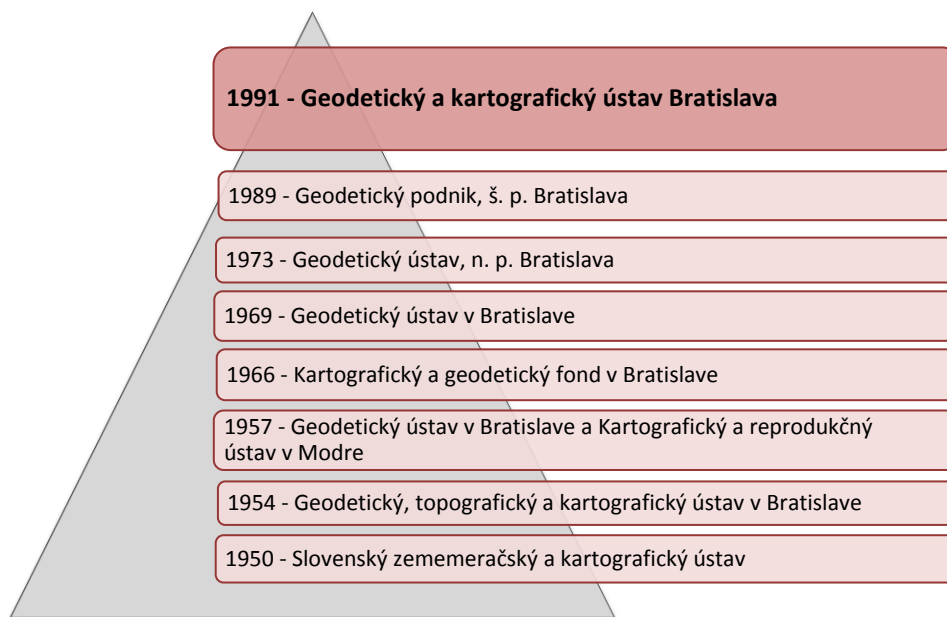 1991 - Geodetický a kartografický ústav Bratislava
1989 - Geodetický podnik, š. p. Bratislava
1973 - Geodetický ústav, n. p. Bratislava
1969 - Geodetický ústav v Bratislave
1966 - Kartografický a geodetický fond v Bratislave
1957 - Geodetický ústav v Bratislave a Kartografický a reprodukčný
ústav v Modre
1954 - Geodetický, topografický a kartografický ústav v Bratislave
1950 - Slovenský zememeračský a kartografický ústav